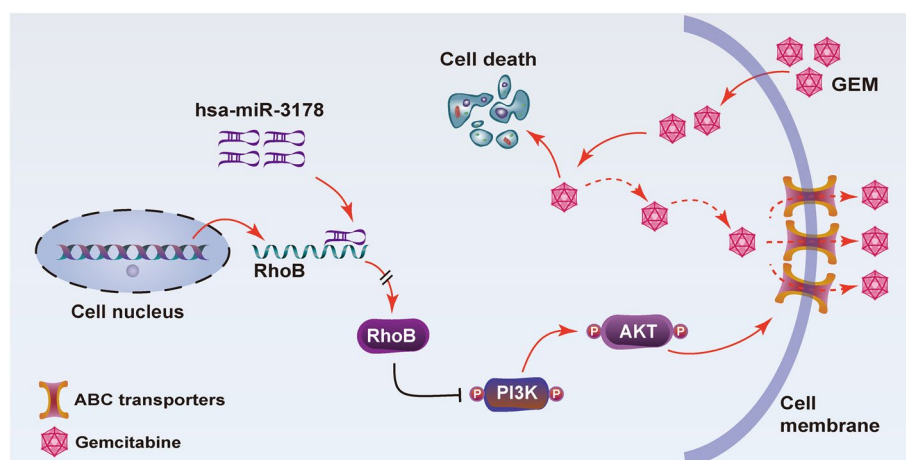 Cell death
GEM
hsa-miR-3178
RhoB
Cell nucleus
RhoB
P AKT P
P PI3K P
ABC transporters
Gemcitabine
Cell
membrane